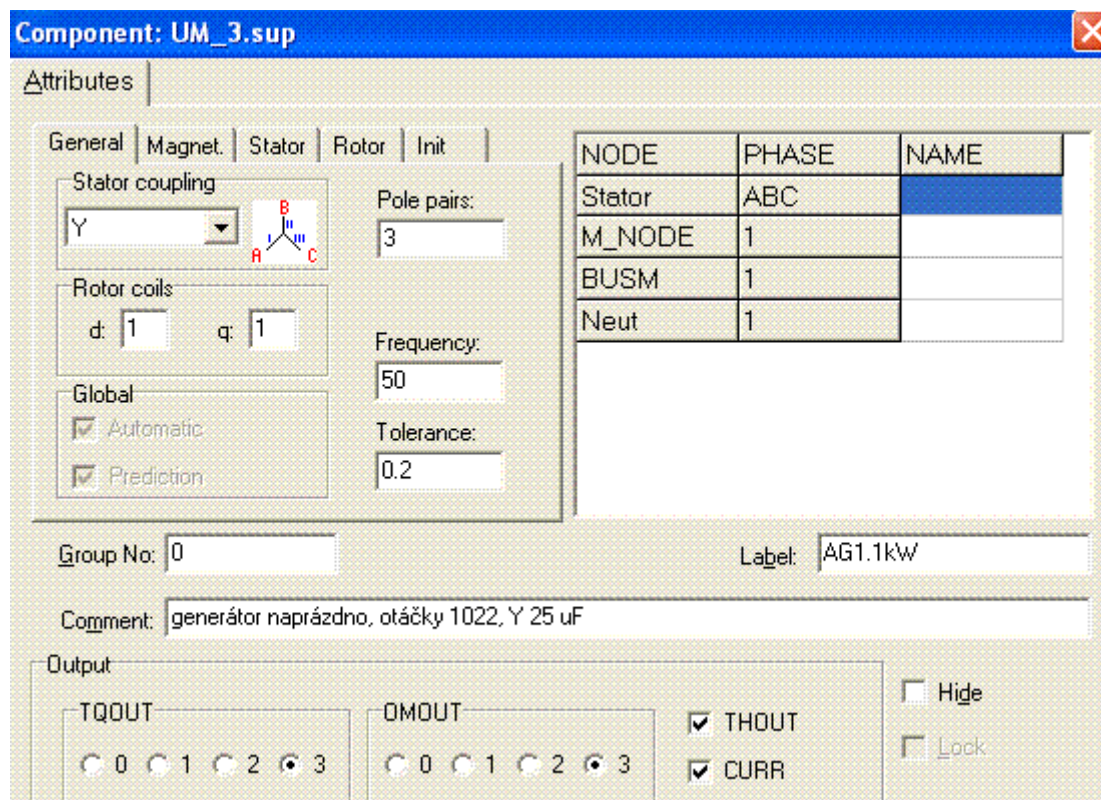 Component: UM_3.sup
Attributes
General Magnet. Stator Rotor Init
Stator coupling
Y
B
I II III
A C
Pole pairs:
3
Rotor coils
d: 1 q: 1
Frequency:
50
Global
Automatic
Prediction
Tolerance:
0.2
NODE PHASE NAME
Stator ABC
M_NODE 1
BUSM 1
Neut 1
Group No: 0
Label: AG1.1kW
Comment: generátor naprázdno, otáčky 1022, Y 25 uF
Output
TQOUT
0 1 2 3
OMOUT
0 1 2 3
THOUT
CURR
Hide
Lock